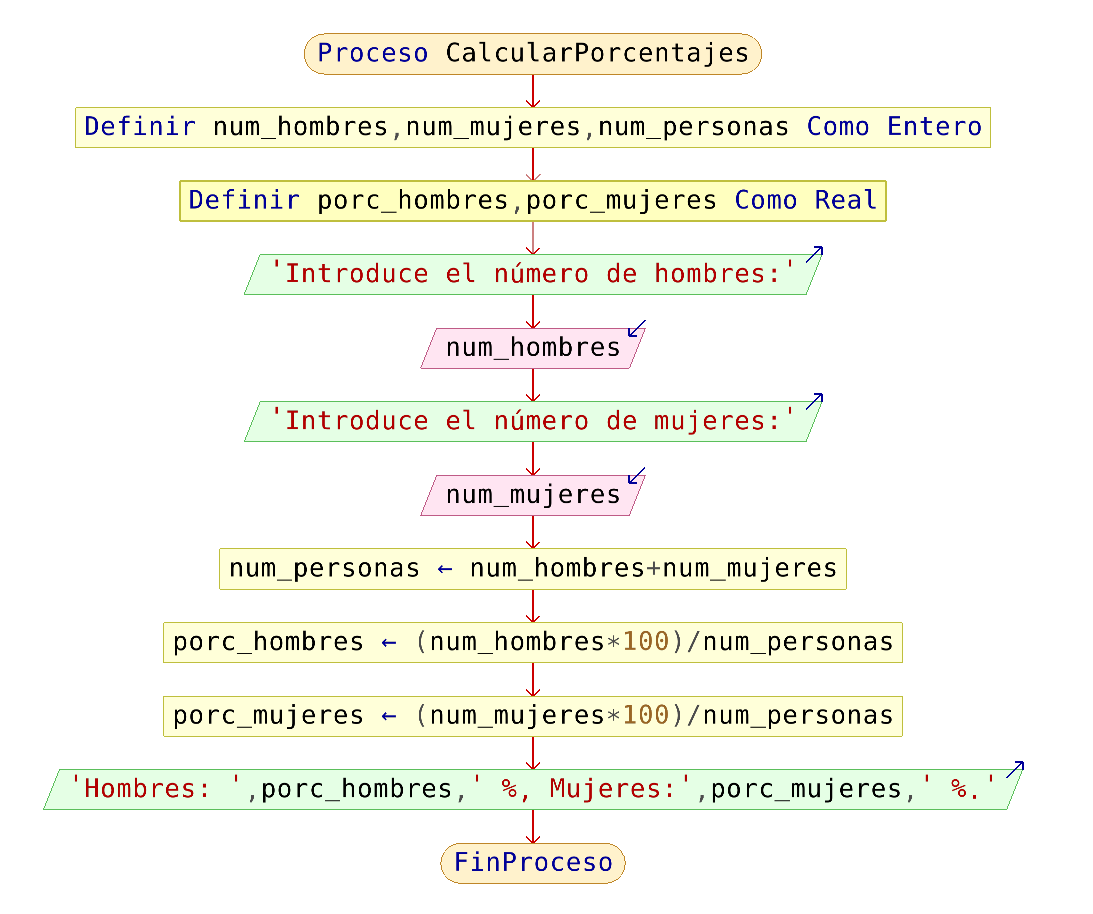 Proceso CalcularPorcentajes
Definir num_hombres,num_mujeres,num_personas Como Entero
Definir porc_hombres,porc_mujeres Como Real
'Introduce el número de hombres:'
num_hombres
'Introduce el número de mujeres:'
num_mujeres
num_personas ← num_hombres+num_mujeres
porc_hombres ← (num_hombres*100)/num_personas
porc_mujeres ← (num_mujeres*100)/num_personas
'Hombres: ',porc_hombres,' %, Mujeres:',porc_mujeres,' %.'
FinProceso